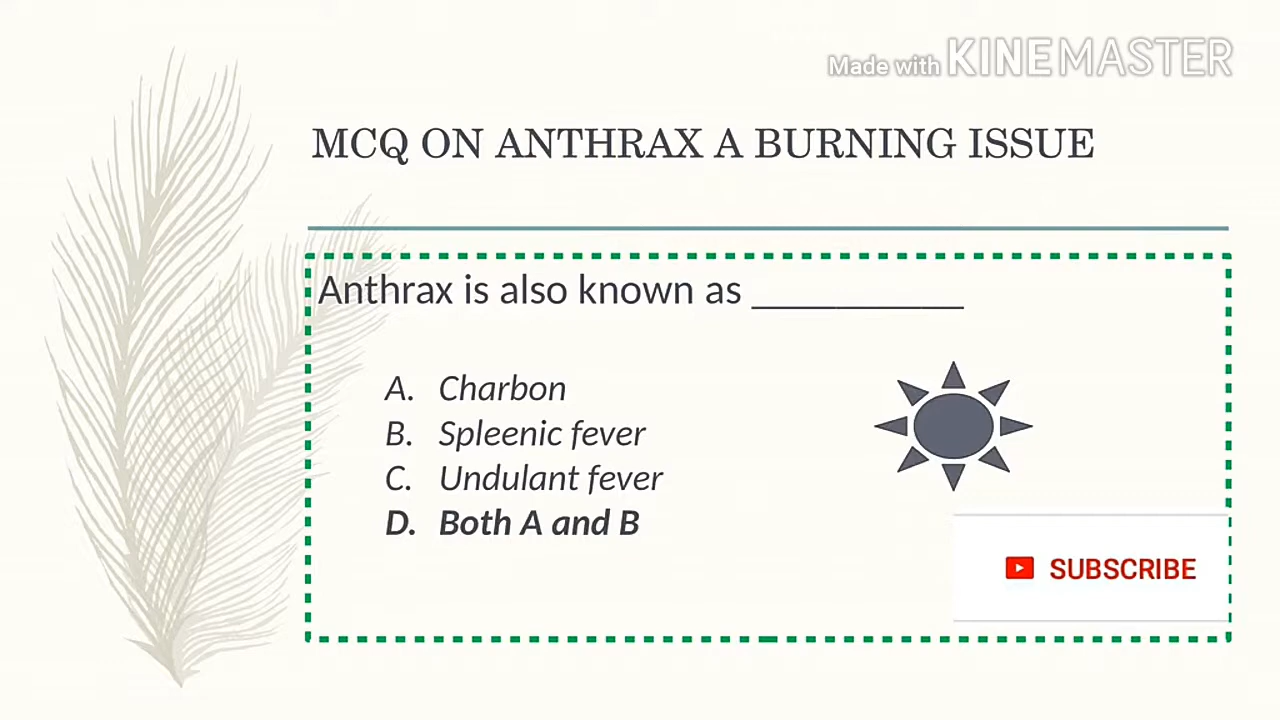 Made with KINEMASTER
MCQ ON ANTHRAX A BURNING ISSUE
Anthrax is also known as __________
A. Charbon
B. Spleenic fever
C. Undulant fever
D. Both A and B
SUBSCRIBE